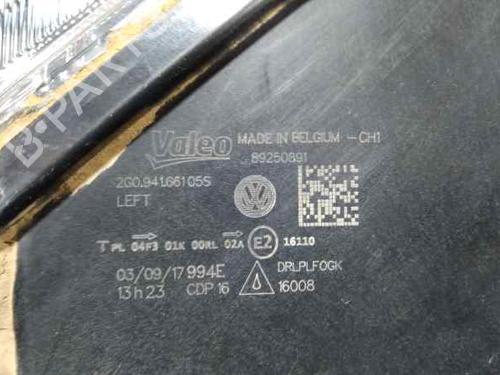 B-PARTS
Valeo
MADE IN BELGIUM - CH1
89250891
2G0.941.661 05S
LEFT
T PL 04F3 01K 00RL 02A E2 16110
03/09/17 994E
DRLPLFOGK
13h23 CDP 16
16008